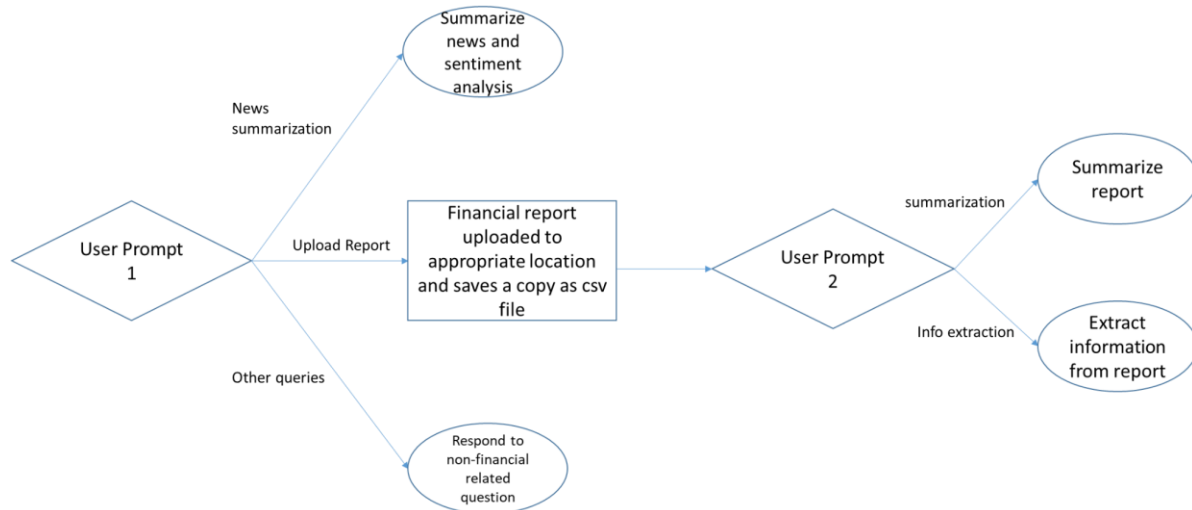 Summarize
news and
sentiment
analysis
News
summarization
User Prompt
1
Upload Report
Financial report
uploaded to
appropriate location
and saves a copy as csv
file
Other queries
Respond to
non-financial
related
question
User Prompt
2
summarization
Summarize
report
Info extraction
Extract
information
from report